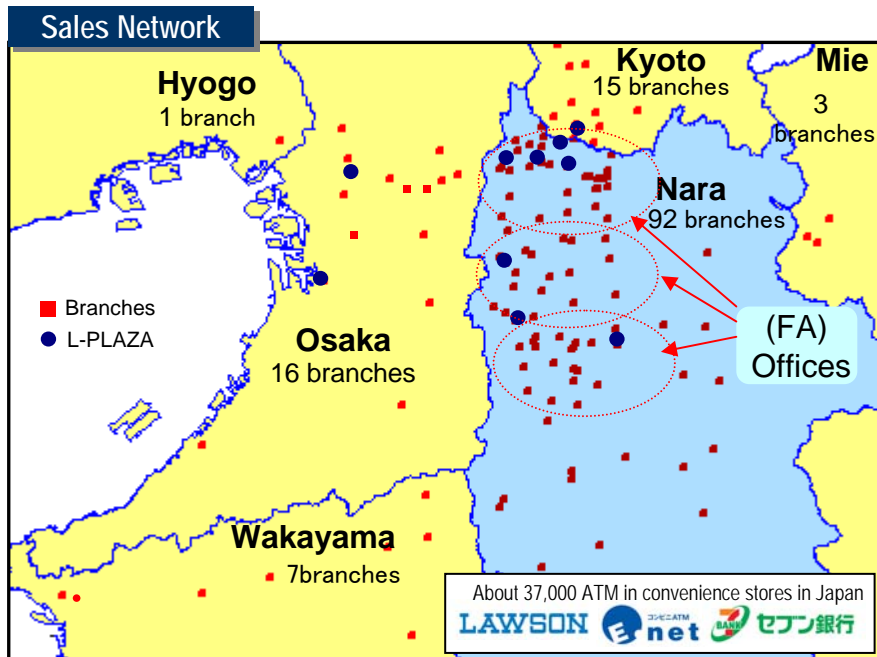 Sales Network
Hyogo
1 branch
Kyoto
15 branches
Mie
3
branches
Nara
92 branches
Branches
L-PLAZA
Osaka
16 branches
(FA)
Offices
Wakayama
7branches
About 37,000 ATM in convenience stores in Japan
LAWSON
コンビニATM
E net
BANK
セブン銀行